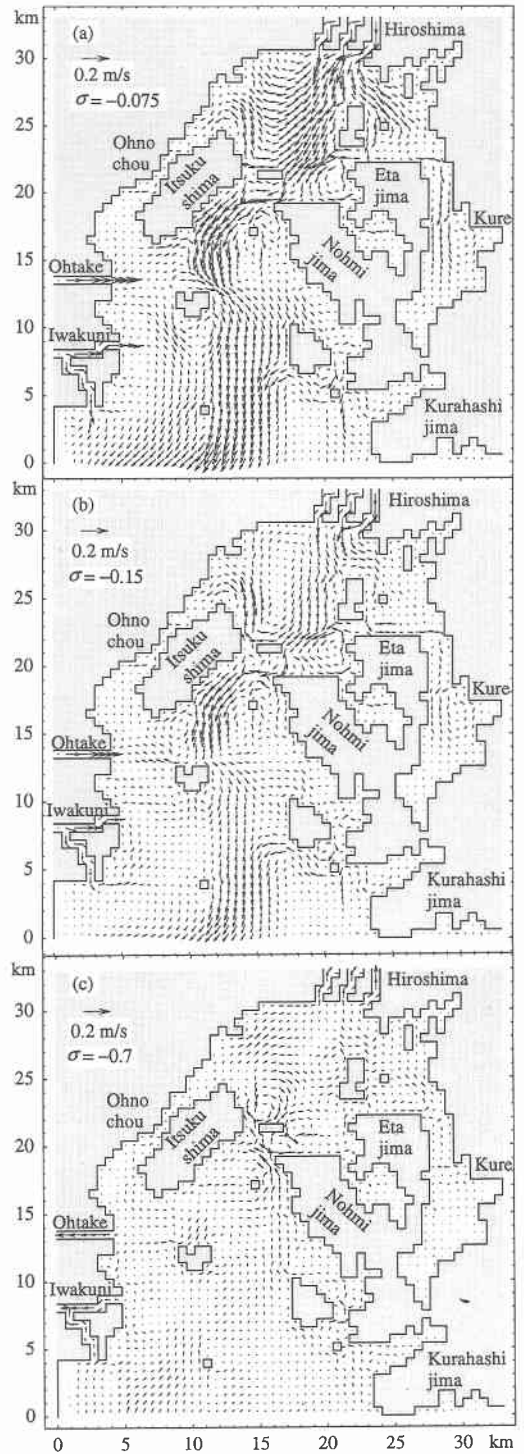 km
(a)
Hiroshima
30
0.2 m/s
σ=−0.075
25
Ohno
chou
Itsuku
shima
Eta
jima
20
Kure
Nohmi
jima
15
Ohtake
10
Iwakuni
5
Kurahashi
jima
0
km
(b)
Hiroshima
30
0.2 m/s
σ=−0.15
25
Ohno
chou
Itsuku
shima
Eta
jima
20
Kure
Nohmi
jima
15
Ohtake
10
Iwakuni
5
Kurahashi
jima
0
km
(c)
Hiroshima
30
0.2 m/s
σ=−0.7
25
Ohno
chou
Itsuku
shima
Eta
jima
20
Kure
Nohmi
jima
15
Ohtake
10
Iwakuni
5
Kurahashi
jima
0
0 5 10 15 20 25 30 km